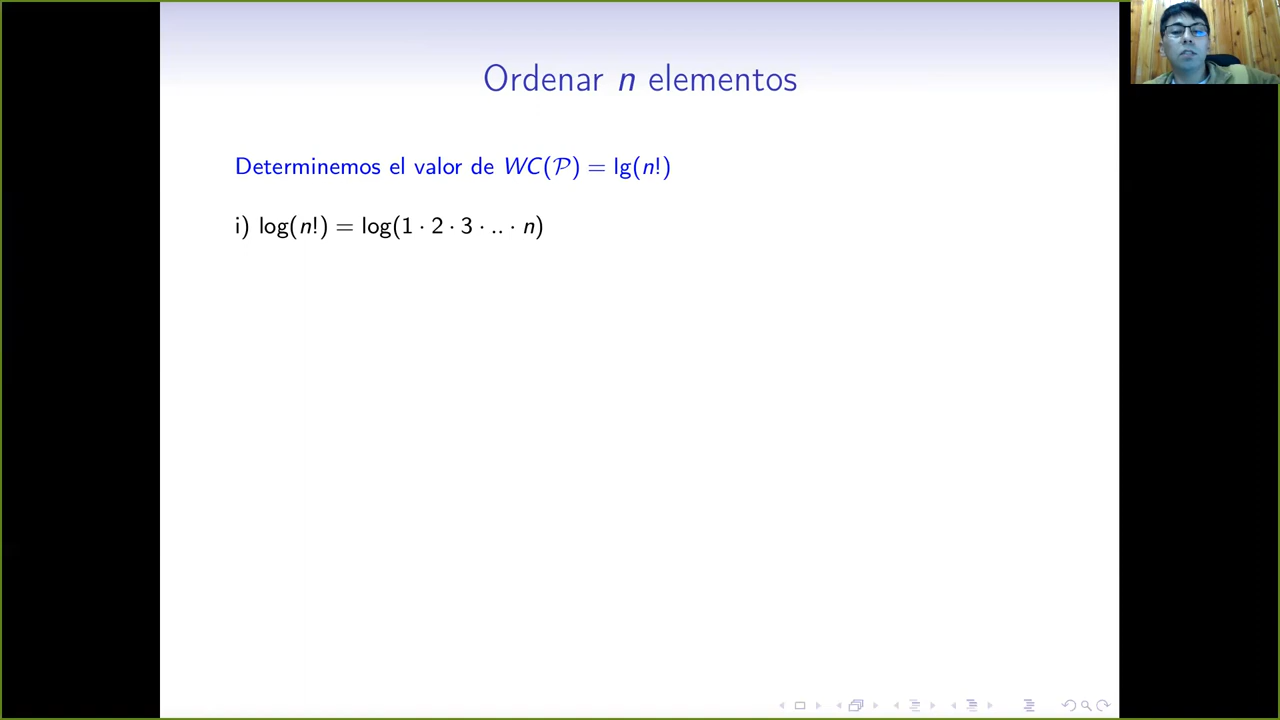 Ordenar n elementos
Determinemos el valor de WC(𝒫) = lg(n!)
i) log(n!) = log(1 · 2 · 3 · .. · n)